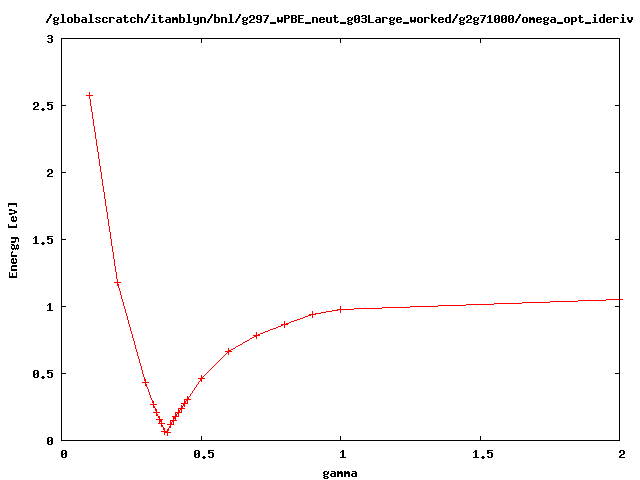 /globalscratch/itamblyn/bnl/g297_wPBE_neut_g03Large_worked/g2g71000/omega_opt_ideriv
3
2.5
2
1.5
1
0.5
0
Energy [eV]
0 0.5 1 1.5 2
gamma